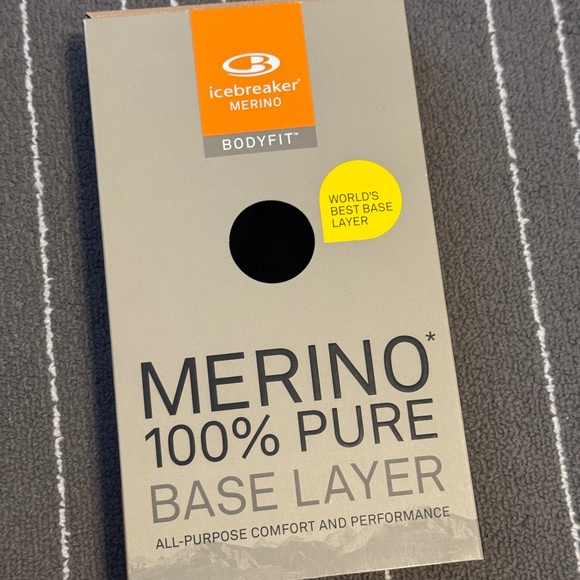 icebreaker®
MERINO
BODYFIT™
WORLD'S
BEST BASE
LAYER
MERINO*
100% PURE
BASE LAYER
ALL-PURPOSE COMFORT AND PERFORMANCE